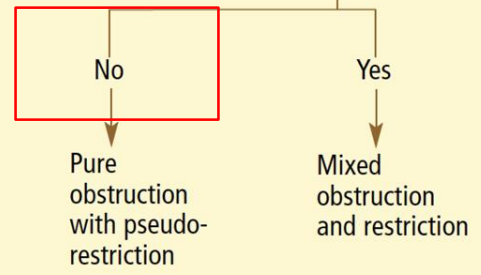 No
Yes
Pure
obstruction
with pseudo-
restriction
Mixed
obstruction
and restriction